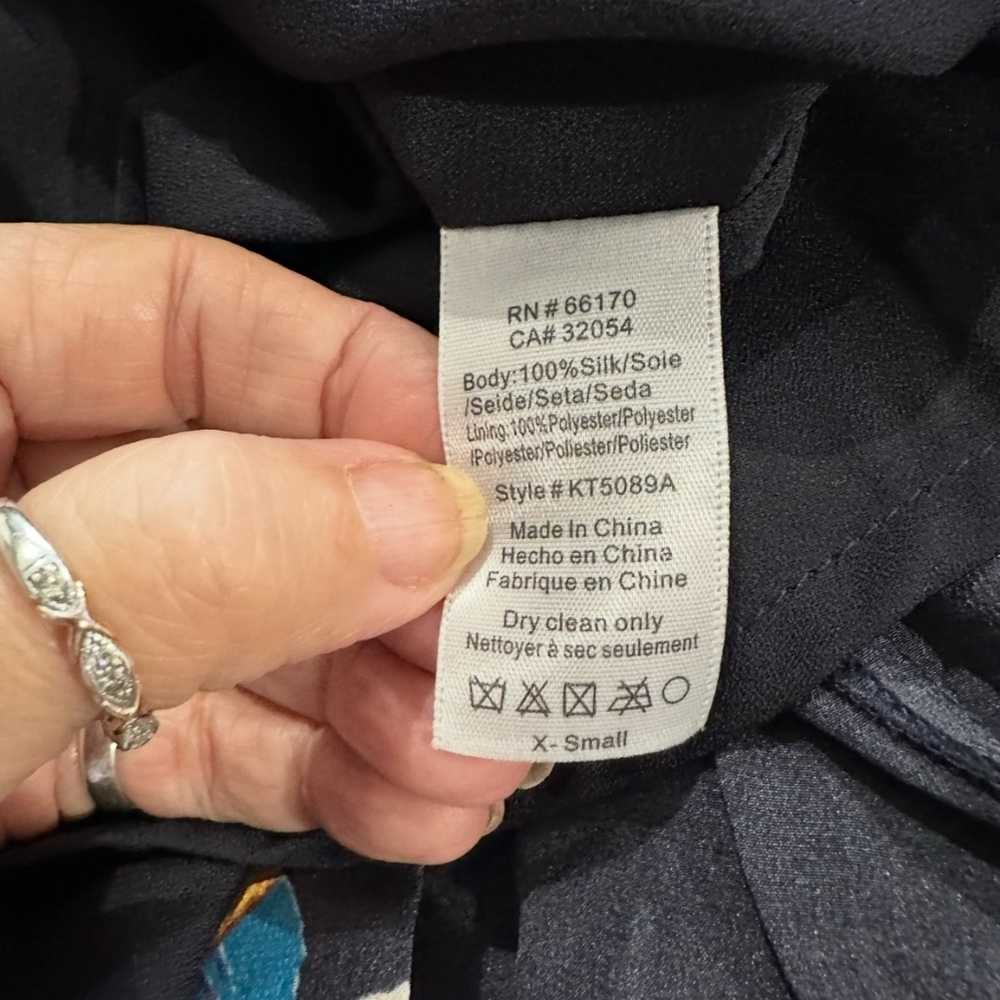 RN # 66170
CA# 32054
Body:100%Silk/Soie
/Seide/Seta/Seda
Lining:100%Polyester/Polyester
/Polyester/Poliester/Poliester
Style # KT5089A
Made In China
Hecho en China
Fabrique en Chine
Dry clean only
Nettoyer à sec seulement
X- Small